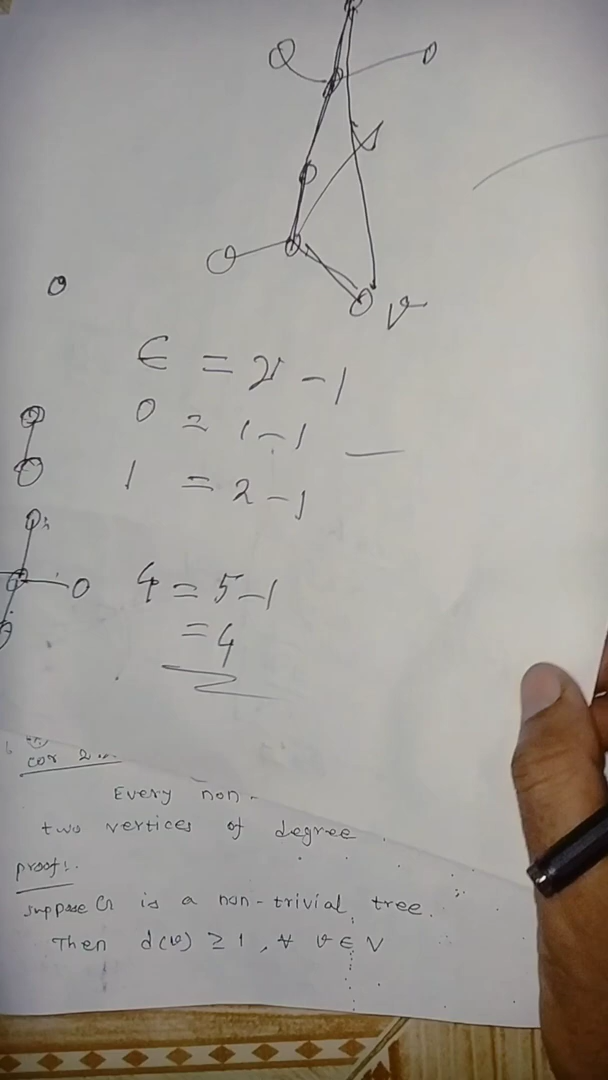 v
ϵ = ν - 1
0 = 1 - 1
1 = 2 - 1
4 = 5 - 1
= 4
cor 2...
Every non-
two vertices of degree
proof:.
suppose G is a non-trivial tree.
Then d(v) ≥ 1, ∀ v ∈ V